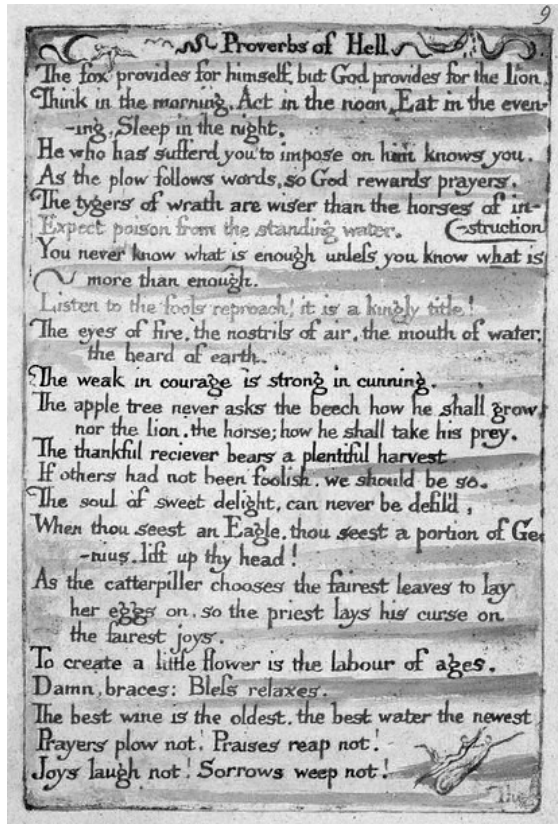 9
Proverbs of Hell
The fox provides for himself, but God provides for the lion.
Think in the morning. Act in the noon. Eat in the even-
-ing. Sleep in the night.
He who has sufferd you to impose on him knows you.
As the plow follows words, so God rewards prayers.
The tygers of wrath are wiser than the horses of in-
Expect poison from the standing water. -struction
You never know what is enough unless you know what is
more than enough.
Listen to the fools reproach! it is a kingly title!
The eyes of fire, the nostrils of air, the mouth of water,
the beard of earth.
The weak in courage is strong in cunning.
The apple tree never asks the beech how he shall grow,
nor the lion, the horse; how he shall take his prey.
The thankful reciever bears a plentiful harvest
If others had not been foolish, we should be so.
The soul of sweet delight, can never be defil'd,
When thou seest an Eagle, thou seest a portion of Ge-
-nius. lift up thy head!
As the catterpiller chooses the fairest leaves to lay
her eggs on, so the priest lays his curse on
the fairest joys.
To create a little flower is the labour of ages.
Damn, braces: Bless relaxes.
The best wine is the oldest, the best water the newest
Prayers plow not! Praises reap not!
Joys laugh not! Sorrows weep not!
The